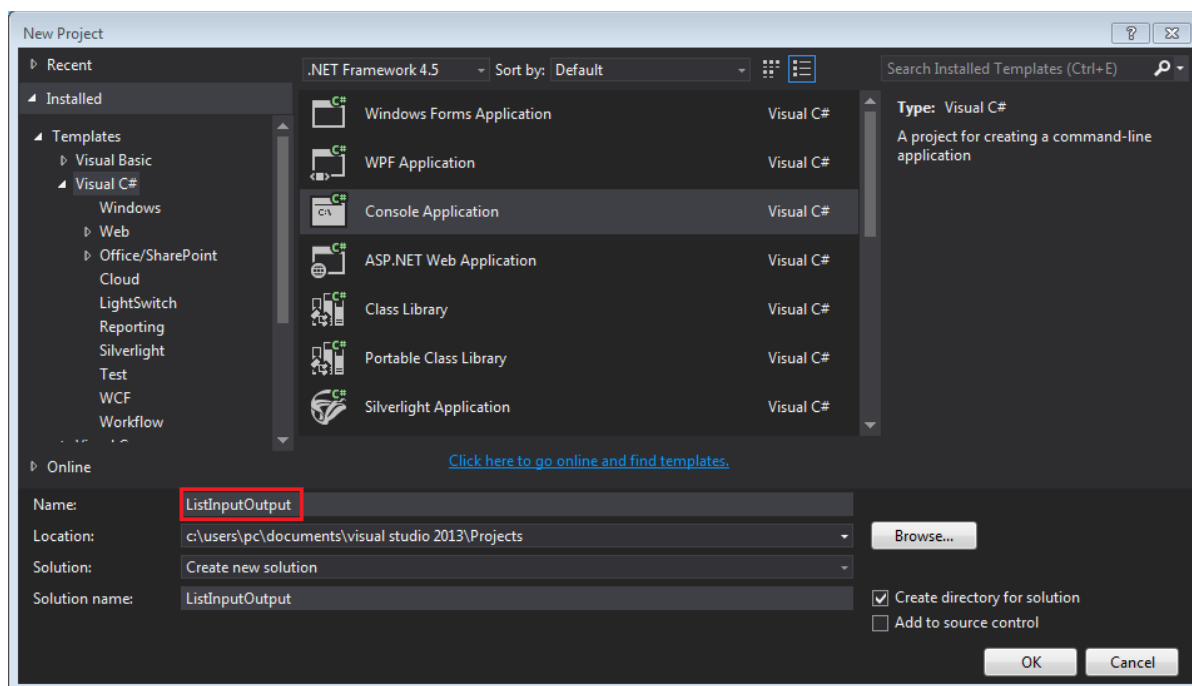 New Project
Recent
Installed
Templates
Visual Basic
Visual C#
Windows
Web
Office/SharePoint
Cloud
LightSwitch
Reporting
Silverlight
Test
WCF
Workflow
Online
.NET Framework 4.5 Sort by: Default
Windows Forms Application Visual C#
WPF Application Visual C#
Console Application Visual C#
ASP.NET Web Application Visual C#
Class Library Visual C#
Portable Class Library Visual C#
Silverlight Application Visual C#
Click here to go online and find templates.
Search Installed Templates (Ctrl+E)
Type: Visual C#
A project for creating a command-line
application
Name: ListInputOutput
Location: c:\users\pc\documents\visual studio 2013\Projects
Browse...
Solution: Create new solution
Solution name: ListInputOutput
Create directory for solution
Add to source control
OK Cancel